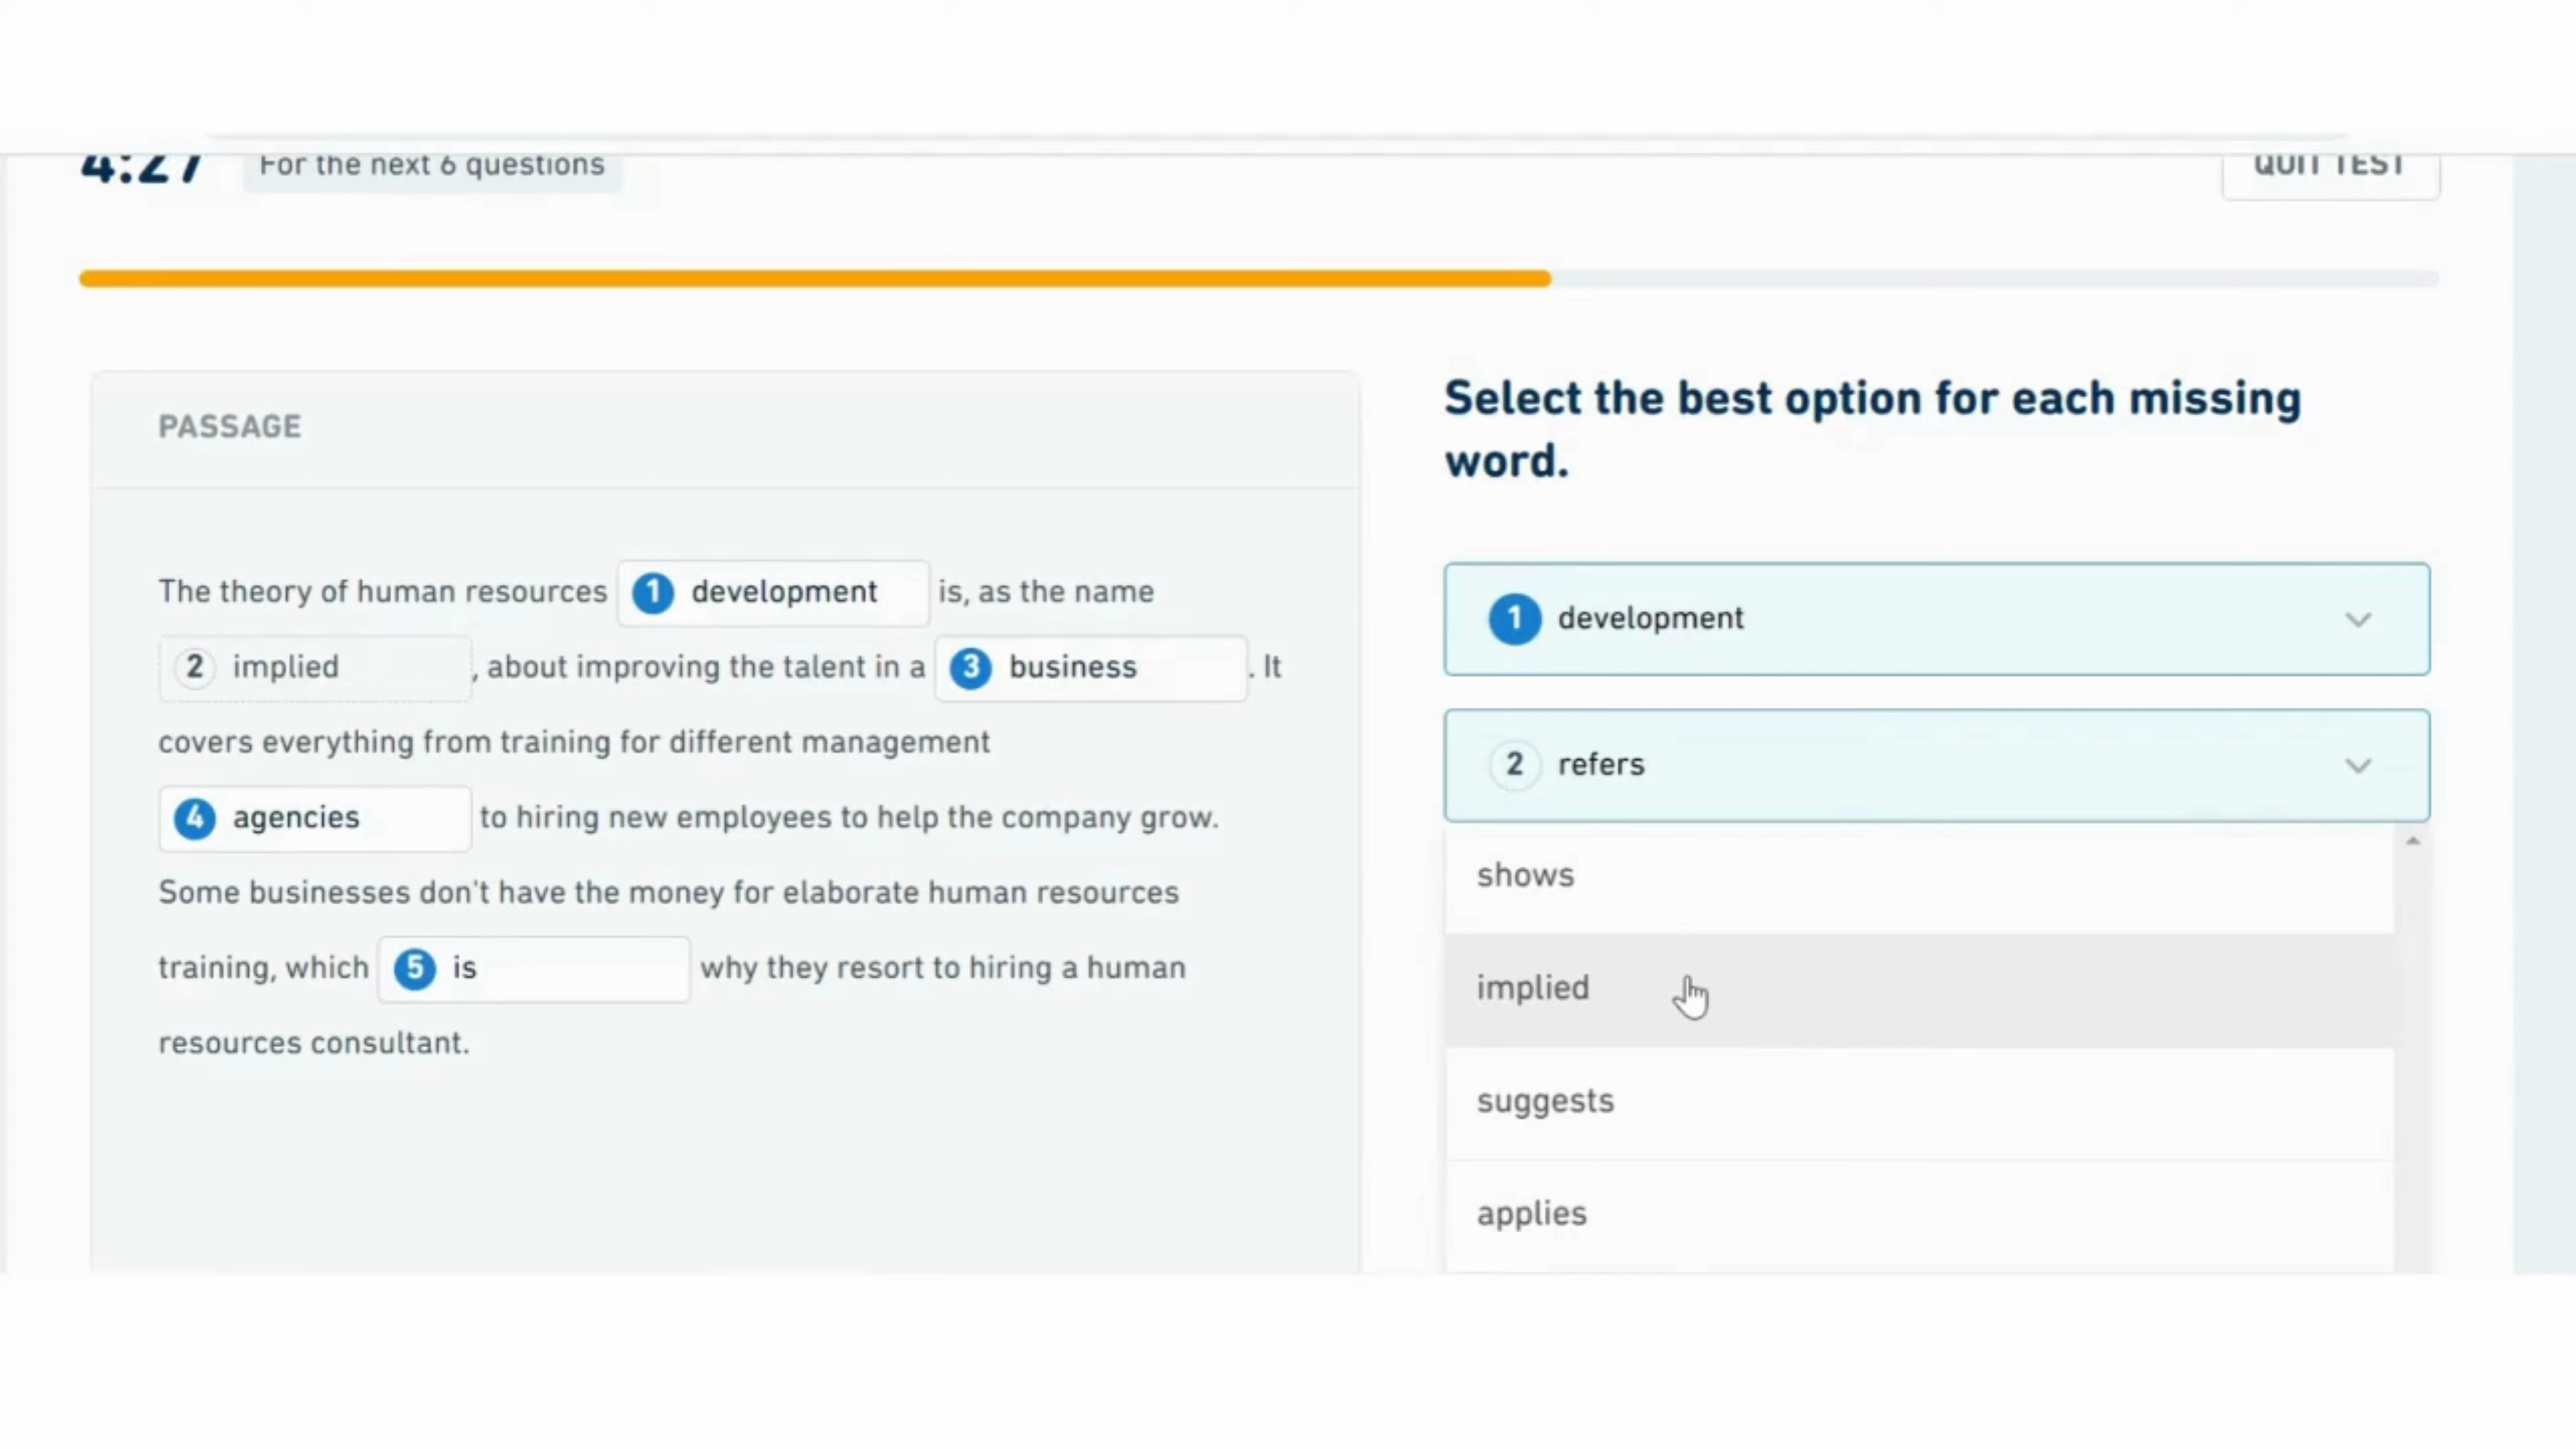 4:27 For the next 6 questions QUIT TEST
PASSAGE
The theory of human resources 1 development is, as the name
2 implied , about improving the talent in a 3 business . It
covers everything from training for different management
4 agencies to hiring new employees to help the company grow.
Some businesses don't have the money for elaborate human resources
training, which 5 is why they resort to hiring a human
resources consultant.
Select the best option for each missing
word.
1 development
2 refers
shows
implied
suggests
applies